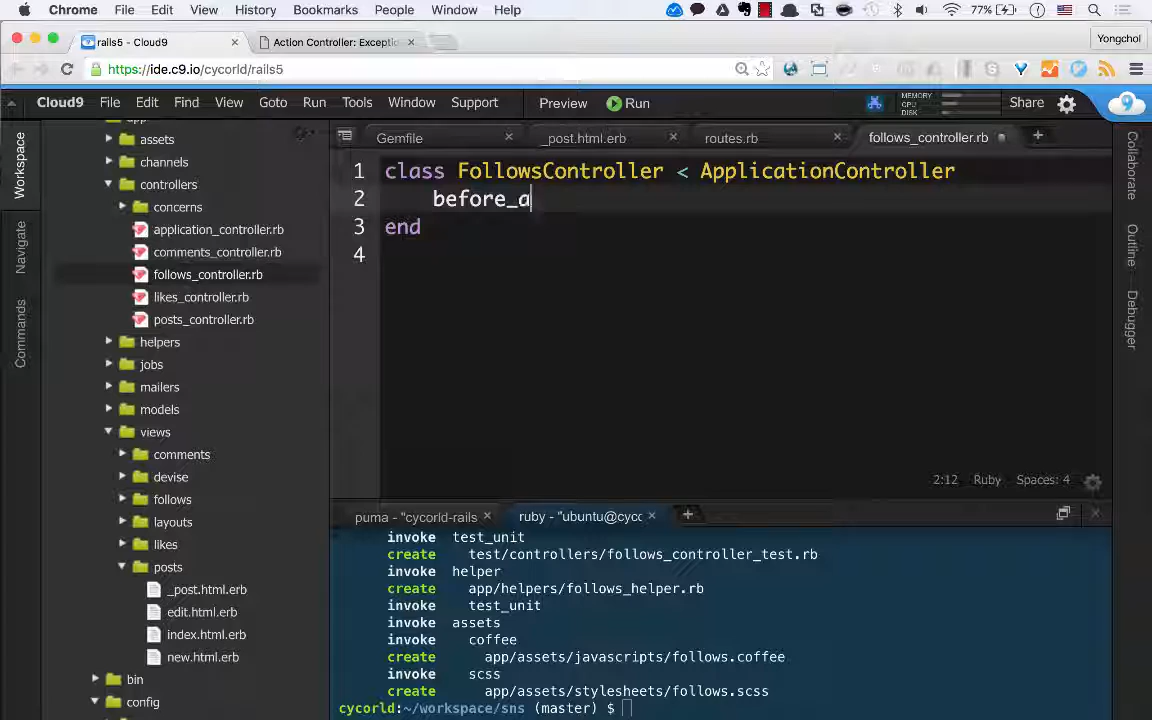 Chrome File Edit View History Bookmarks People Window Help 77%
rails5 - Cloud9 Action Controller: Excepti Yongchol
https://ide.c9.io/cycorld/rails5
Cloud9 File Edit Find View Goto Run Tools Window Support Preview Run MEMORY CPU DISK Share
Workspace
Navigate
Commands
assets
channels
controllers
concerns
application_controller.rb
comments_controller.rb
follows_controller.rb
likes_controller.rb
posts_controller.rb
helpers
jobs
mailers
models
views
comments
devise
follows
layouts
likes
posts
_post.html.erb
edit.html.erb
index.html.erb
new.html.erb
bin
config
Gemfile _post.html.erb routes.rb follows_controller.rb
1 class FollowsController < ApplicationController
2 before_a
3 end
4
2:12 Ruby Spaces: 4
Collaborate
Outline
Debugger
puma - "cycorld-rails ruby - "ubuntu@cycc
invoke test_unit
create test/controllers/follows_controller_test.rb
invoke helper
create app/helpers/follows_helper.rb
invoke test_unit
invoke assets
invoke coffee
create app/assets/javascripts/follows.coffee
invoke scss
create app/assets/stylesheets/follows.scss
cycorld:~/workspace/sns (master) $